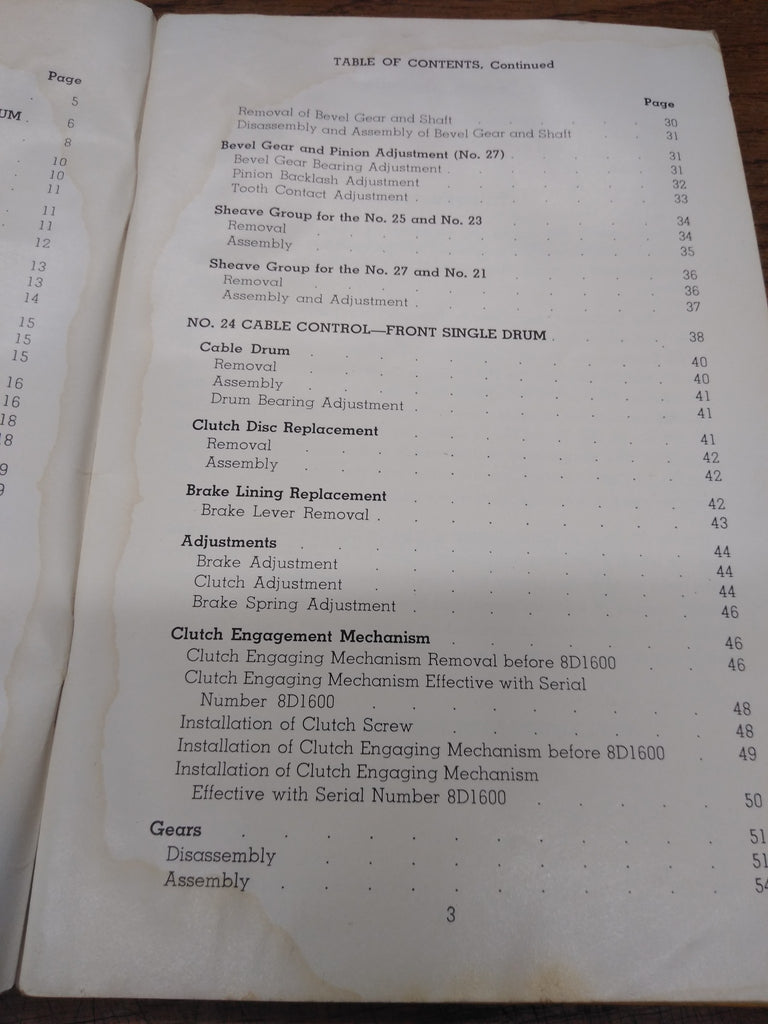 Page
5
UM . 6
8
10
10
11
11
11
12
13
13
14
15
15
15
16
16
18
18
9
9
TABLE OF CONTENTS, Continued
Page
Removal of Bevel Gear and Shaft . . . . . 30
Disassembly and Assembly of Bevel Gear and Shaft . . 31
Bevel Gear and Pinion Adjustment (No. 27) . . . . 31
Bevel Gear Bearing Adjustment . . . . . 31
Pinion Backlash Adjustment . . . . . 32
Tooth Contact Adjustment . . . . . . 33
Sheave Group for the No. 25 and No. 23 . . . . 34
Removal . . . . . . . . . 34
Assembly . . . . . . . . . 35
Sheave Group for the No. 27 and No. 21 . . . . 36
Removal . . . . . . . . . 36
Assembly and Adjustment . . . . . . 37
NO. 24 CABLE CONTROL—FRONT SINGLE DRUM . . . . 38
Cable Drum . . . . . . . . . 40
Removal . . . . . . . . . 40
Assembly . . . . . . . . . 41
Drum Bearing Adjustment . . . . . . 41
Clutch Disc Replacement . . . . . . 41
Removal . . . . . . . . . 42
Assembly . . . . . . . . . 42
Brake Lining Replacement . . . . . . 42
Brake Lever Removal . . . . . . . 43
Adjustments . . . . . . . . . 44
Brake Adjustment . . . . . . . 44
Clutch Adjustment . . . . . . . 44
Brake Spring Adjustment . . . . . . 46
Clutch Engagement Mechanism . . . . . . 46
Clutch Engaging Mechanism Removal before 8D1600 . . 46
Clutch Engaging Mechanism Effective with Serial
Number 8D1600 . . . . . . . . 48
Installation of Clutch Screw . . . . . . 48
Installation of Clutch Engaging Mechanism before 8D1600 . 49
Installation of Clutch Engaging Mechanism
Effective with Serial Number 8D1600 . . . . 50
Gears . . . . . . . . . . . 51
Disassembly . . . . . . . . . 51
Assembly . . . . . . . . . . 54
3